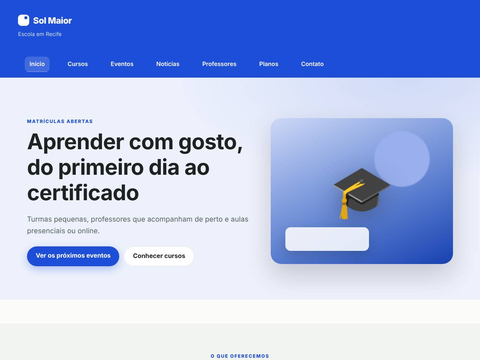 Sol Maior
Escola em Recife
Início Cursos Eventos Notícias Professores Planos Contato
MATRÍCULAS ABERTAS
Aprender com gosto,
do primeiro dia ao
certificado
Turmas pequenas, professores que acompanham de perto e aulas
presenciais ou online.
Ver os próximos eventos Conhecer cursos
O QUE OFERECEMOS